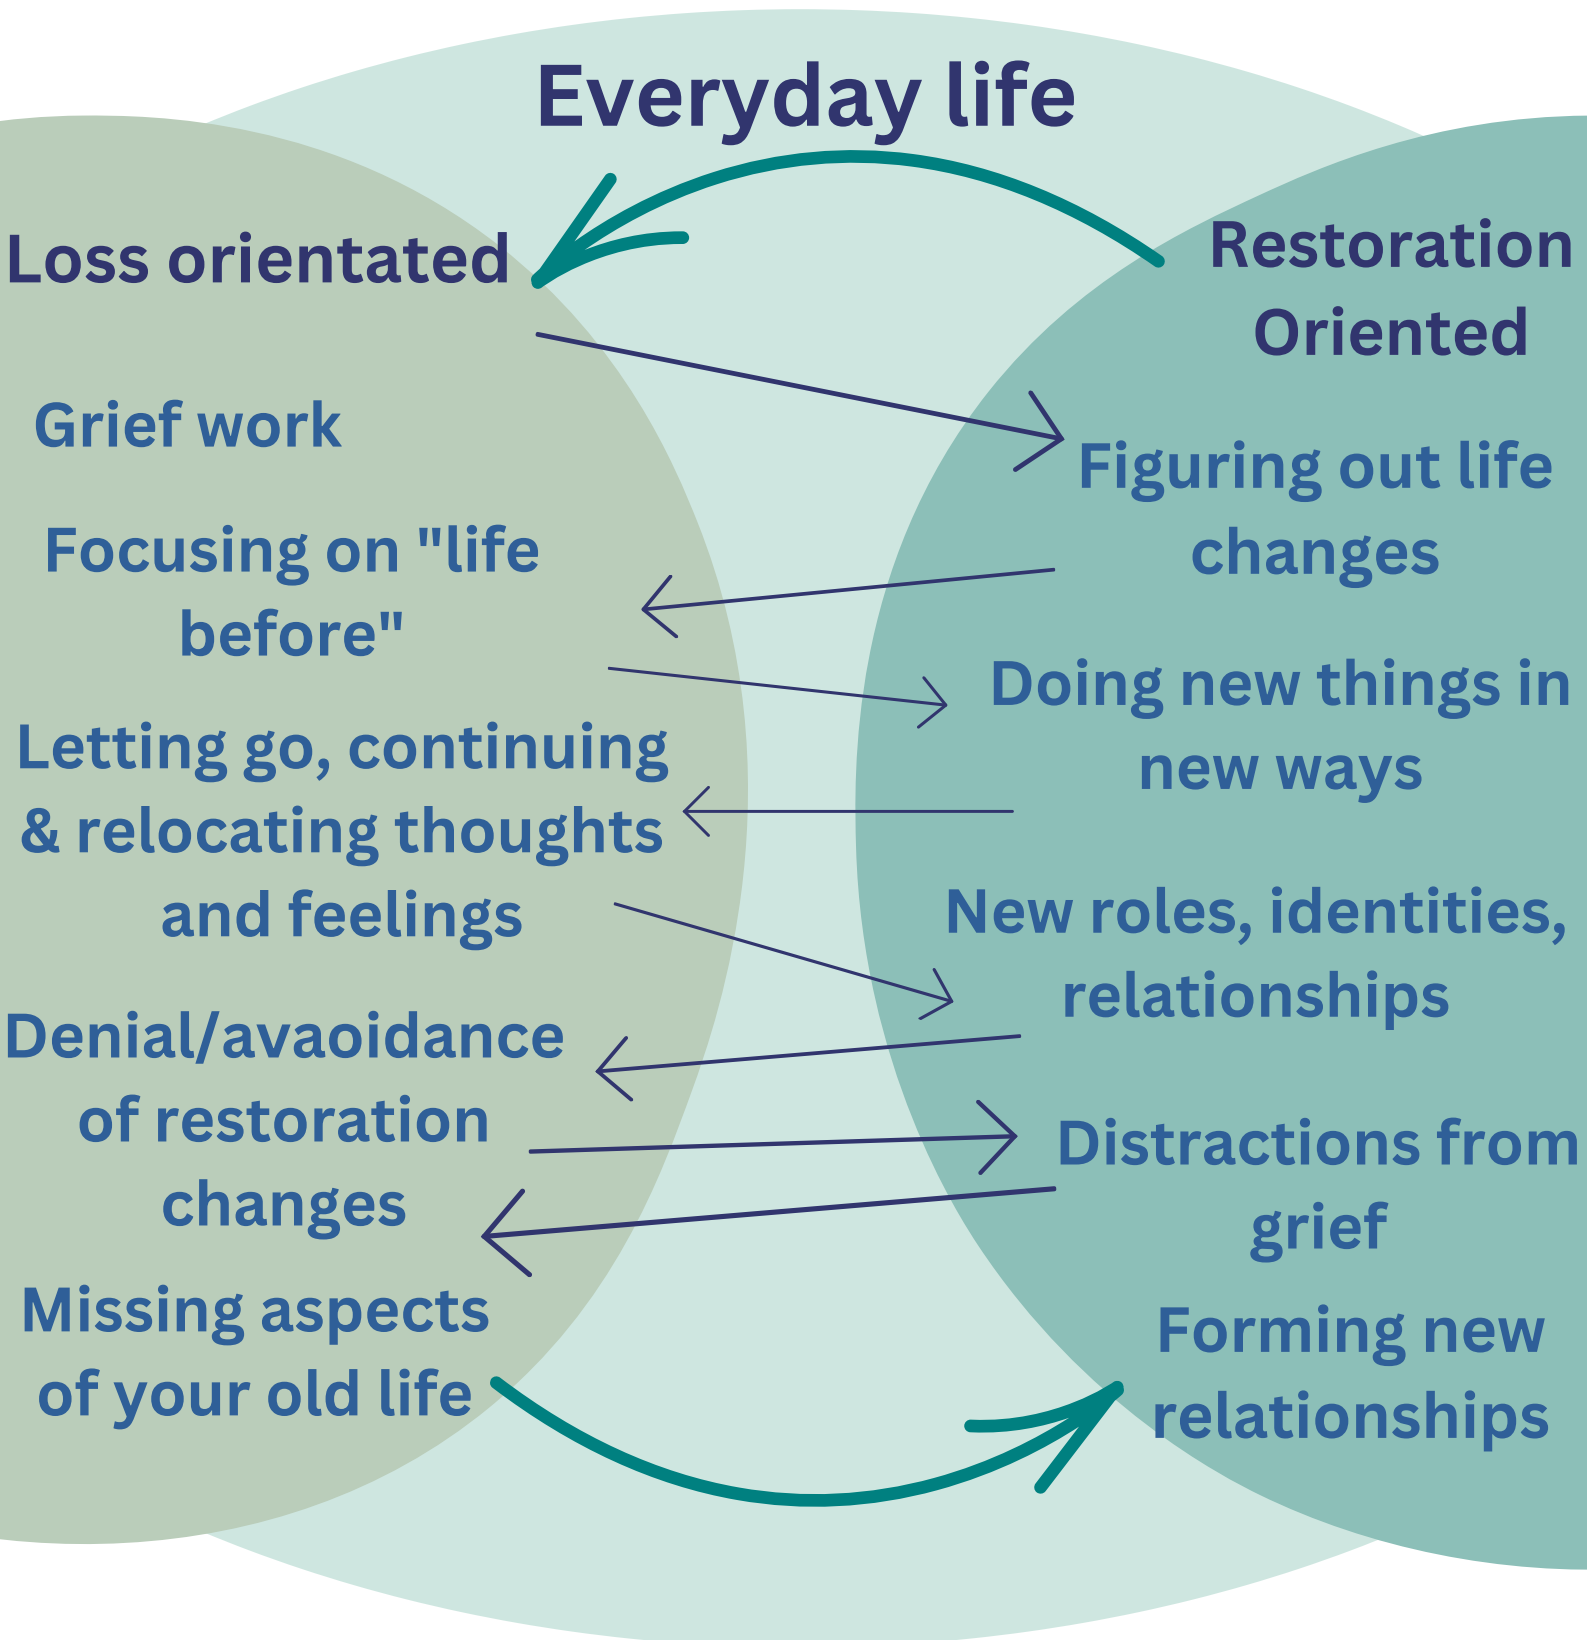 Everyday life
Loss orientated
Grief work
Focusing on "life
before"
Letting go, continuing
& relocating thoughts
and feelings
Denial/avaoidance
of restoration
changes
Missing aspects
of your old life
Restoration
Oriented
Figuring out life
changes
Doing new things in
new ways
New roles, identities,
relationships
Distractions from
grief
Forming new
relationships